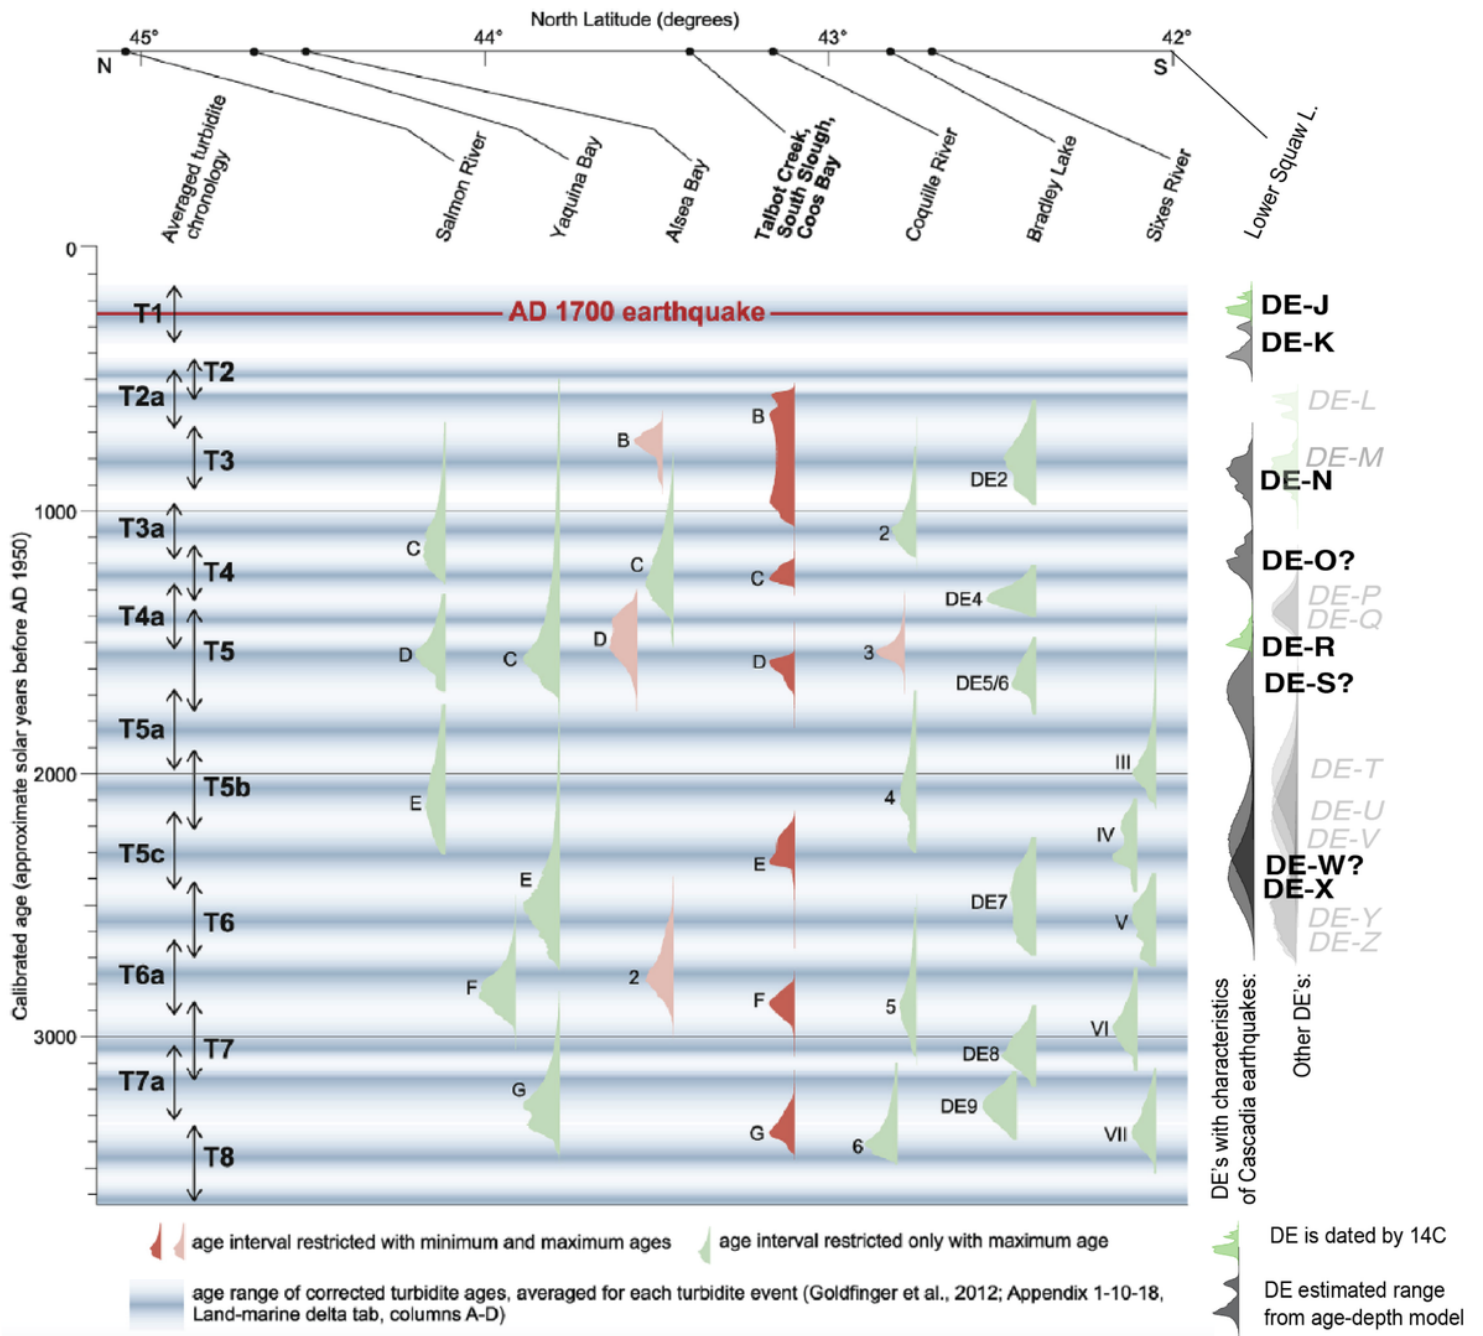 North Latitude (degrees)
45° 44° 43° 42°
N S
Averaged turbidite
chronology
Salmon River
Yaquina Bay
Alsea Bay
Talbot Creek,
South Slough,
Coos Bay
Coquille River
Bradley Lake
Sixes River
Lower Squaw L.
Calibrated age (approximate solar years before AD 1950)
0
1000
2000
3000
T1
T2
T2a
T3
T3a
T4
T4a
T5
T5a
T5b
T5c
T6
T6a
T7
T7a
T8
AD 1700 earthquake
C
D
E
C
E
F
G
B
C
D
2
B
C
D
E
F
G
2
3
4
5
6
DE2
DE4
DE5/6
DE7
DE8
DE9
III
IV
V
VI
VII
DE-J
DE-K
DE-L
DE-M
DE-N
DE-O?
DE-P
DE-Q
DE-R
DE-S?
DE-T
DE-U
DE-V
DE-W?
DE-X
DE-Y
DE-Z
DE's with characteristics
of Cascadia earthquakes:
Other DE's:
age interval restricted with minimum and maximum ages
age interval restricted only with maximum age
age range of corrected turbidite ages, averaged for each turbidite event (Goldfinger et al., 2012; Appendix 1-10-18,
Land-marine delta tab, columns A-D)
DE is dated by 14C
DE estimated range
from age-depth model